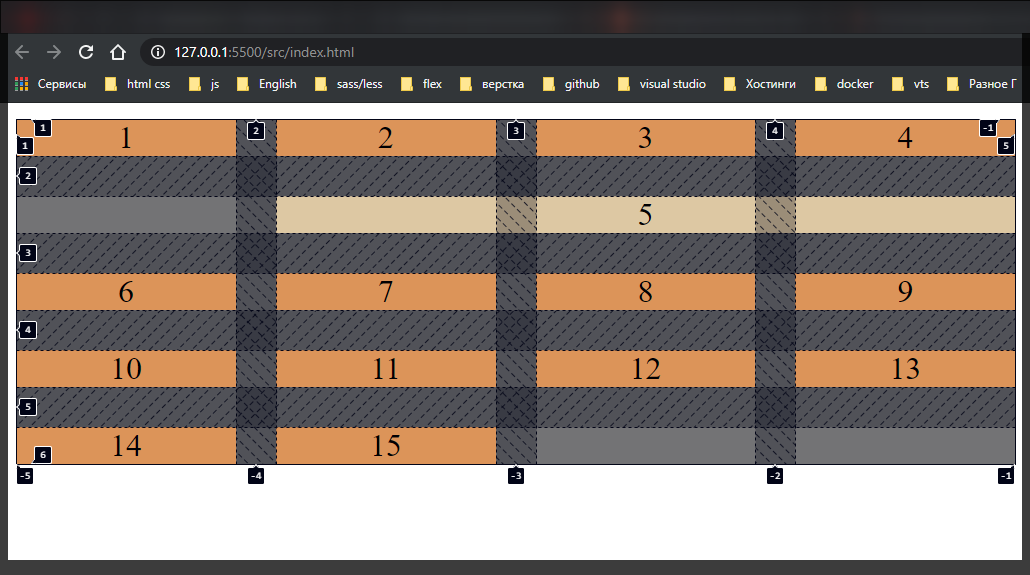 127.0.0.1:5500/src/index.html
Сервисы html css js English sass/less flex верстка github visual studio Хостинги docker vts Разное Г
1 2 3 4 -1
1 1 2 3 4 5
2
5
3
6 7 8 9
4
10 11 12 13
5
14 15
6
-5 -4 -3 -2 -1